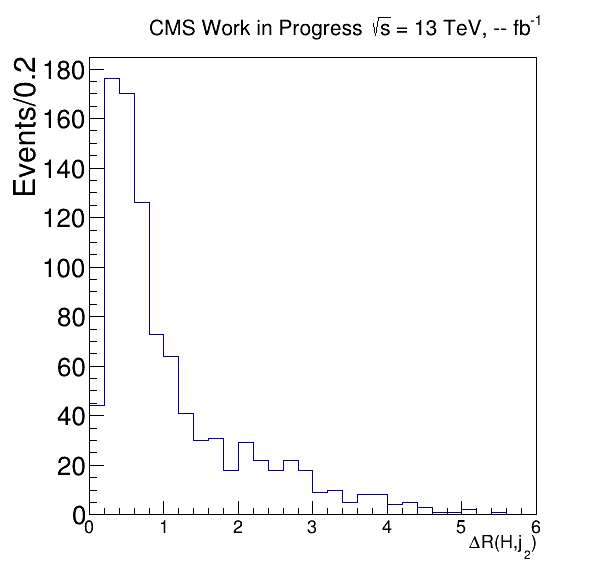 CMS Work in Progress √s = 13 TeV, -- fb⁻¹
Events/0.2
180
160
140
120
100
80
60
40
20
0
0 1 2 3 4 5 6
ΔR(H,j₂)